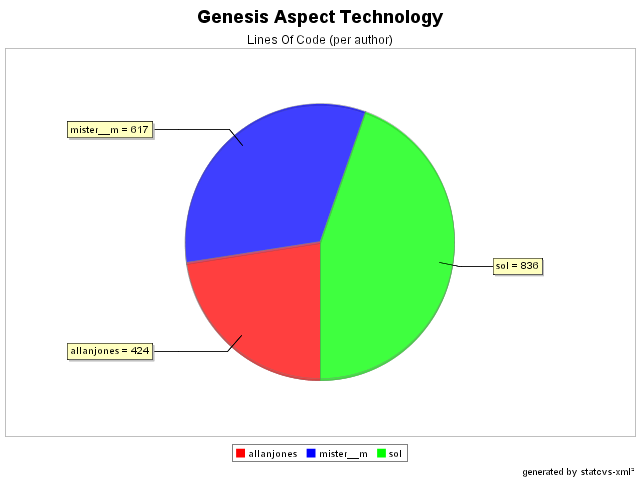 Genesis Aspect Technology
Lines Of Code (per author)
mister__m = 617
sol = 836
allanjones = 424
allanjones mister__m sol
generated by statcvs-xml²